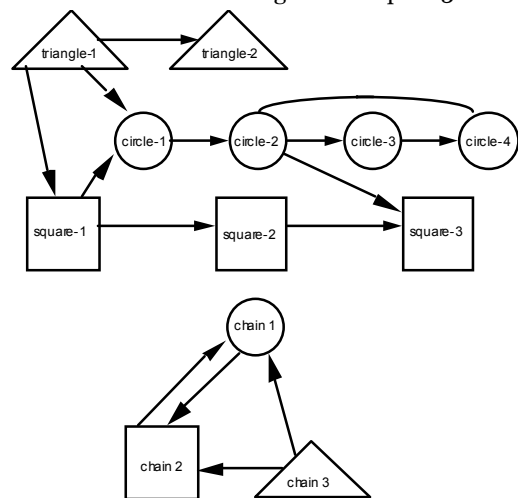 triangle-1
triangle-2
circle-1
circle-2
circle-3
circle-4
square-1
square-2
square-3
chain 1
chain 2
chain 3